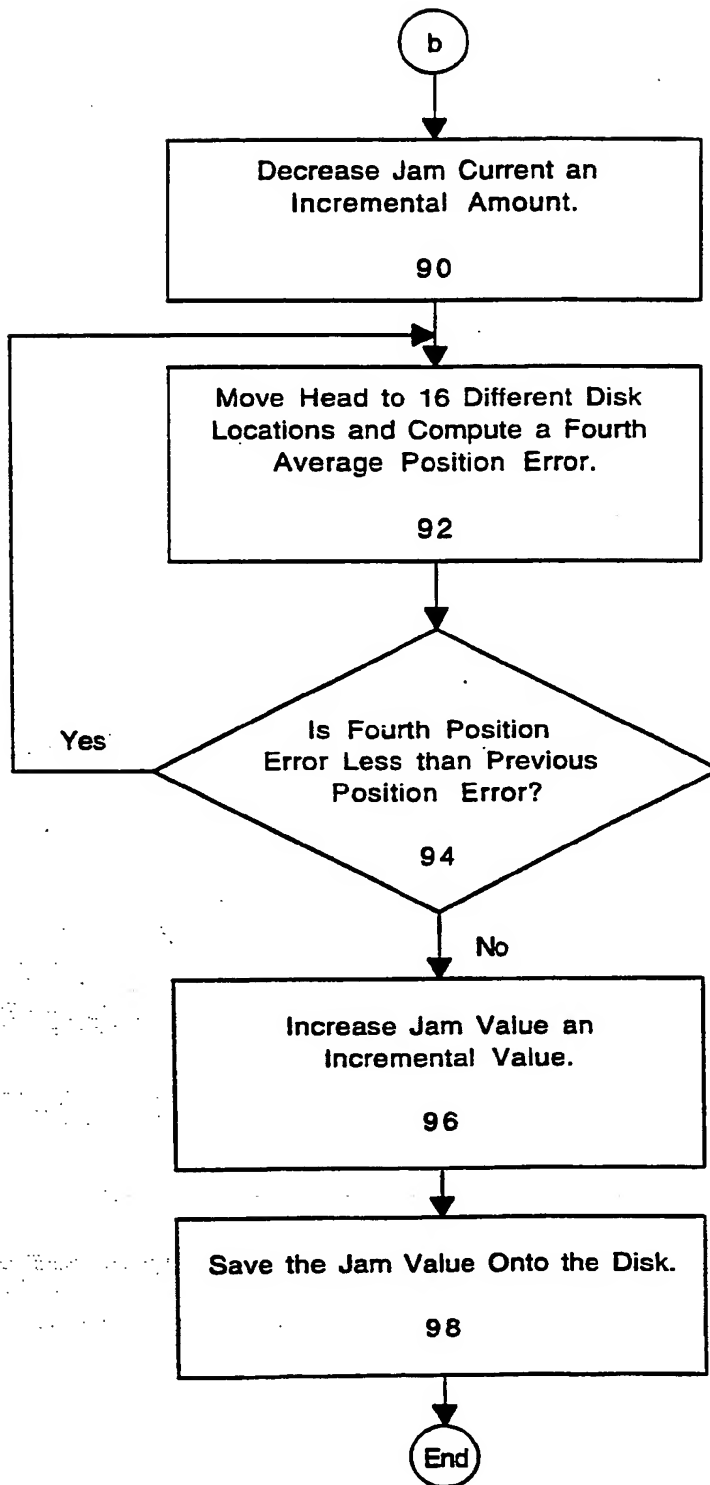 b
Decrease Jam Current an
Incremental Amount.
90
Move Head to 16 Different Disk
Locations and Compute a Fourth
Average Position Error.
92
Yes
Is Fourth Position
Error Less than Previous
Position Error?
94
No
Increase Jam Value an
Incremental Value.
96
Save the Jam Value Onto the Disk.
98
End